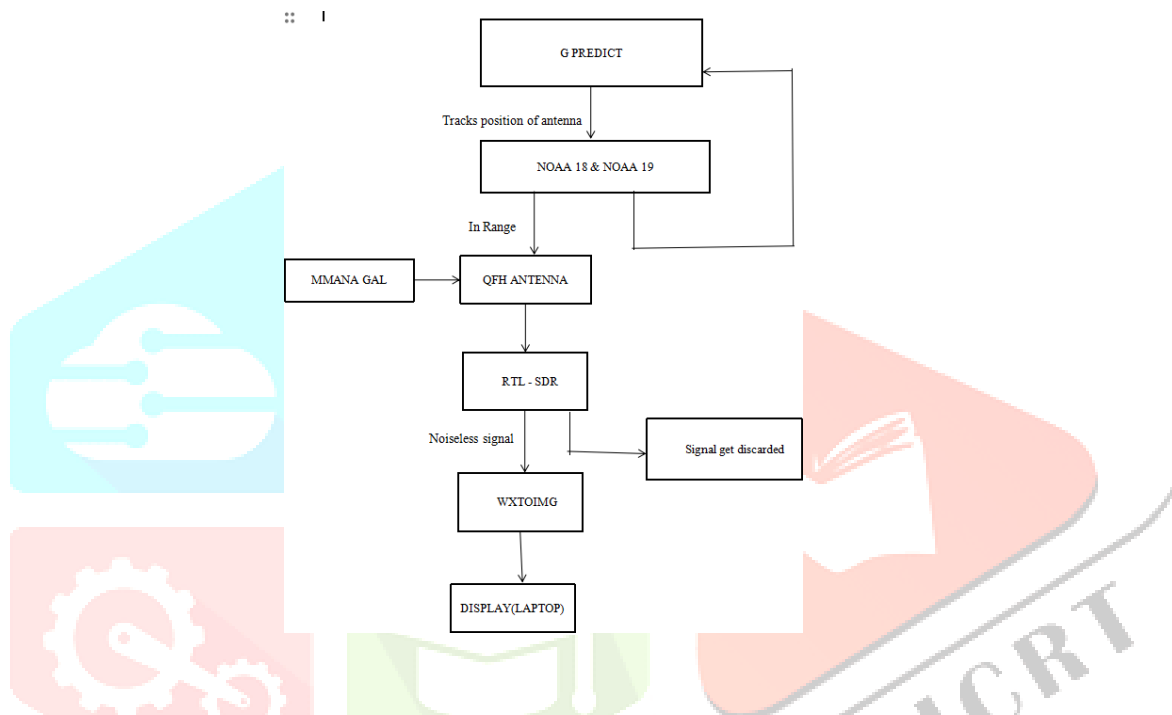 G PREDICT
Tracks position of antenna
NOAA 18 & NOAA 19
In Range
MMANA GAL
QFH ANTENNA
RTL - SDR
Noiseless signal
Signal get discarded
WXTOIMG
DISPLAY(LAPTOP)